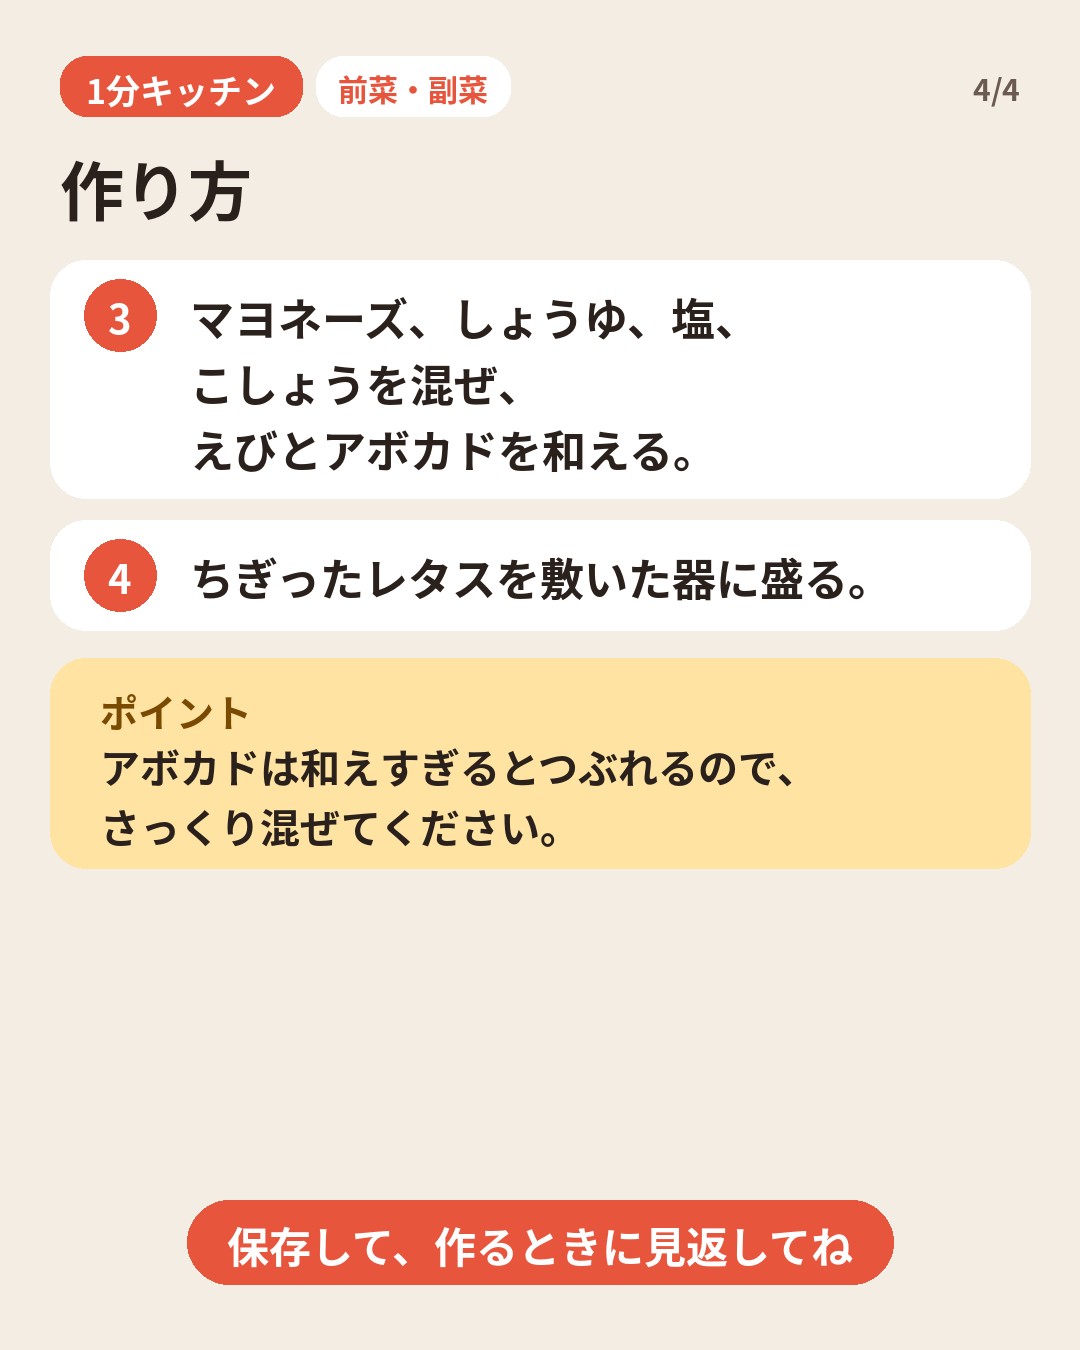 1分キッチン
前菜・副菜
4/4
作り方
3
マヨネーズ、しょうゆ、塩、
こしょうを混ぜ、
えびとアボカドを和える。
4
ちぎったレタスを敷いた器に盛る。
ポイント
アボカドは和えすぎるとつぶれるので、
さっくり混ぜてください。
保存して、作るときに見返してね